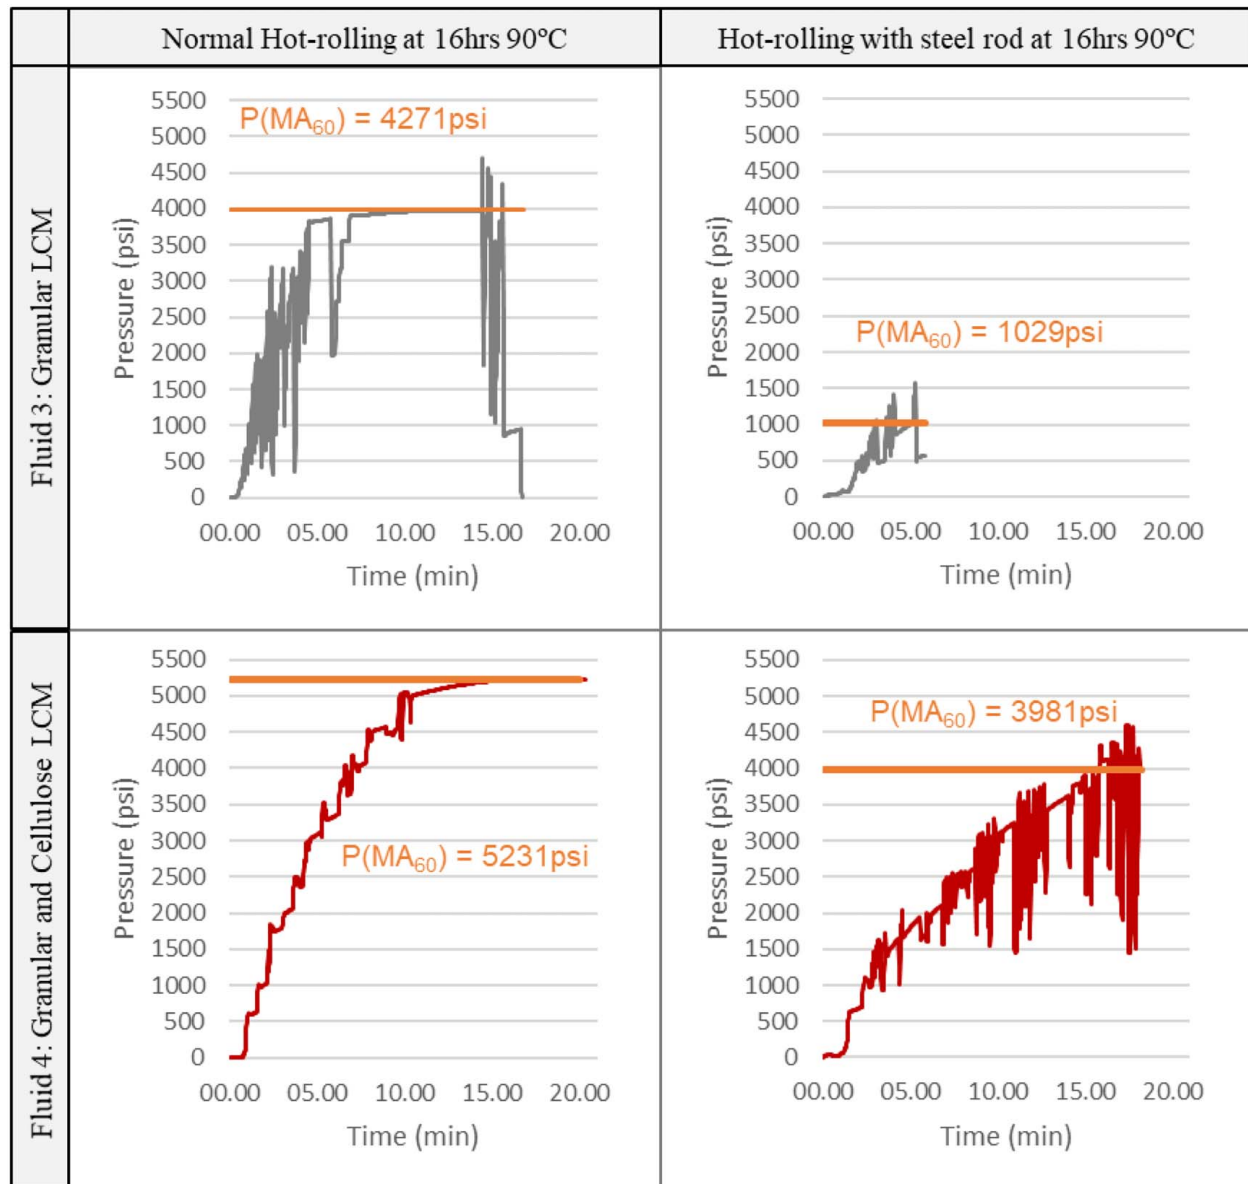 Normal Hot-rolling at 16hrs 90°C
Hot-rolling with steel rod at 16hrs 90°C
Fluid 3: Granular LCM
Pressure (psi)
5500
5000
4500
4000
3500
3000
2500
2000
1500
1000
500
0
P(MA60) = 4271psi
00.00 05.00 10.00 15.00 20.00
Time (min)
Pressure (psi)
5500
5000
4500
4000
3500
3000
2500
2000
1500
1000
500
0
P(MA60) = 1029psi
00.00 05.00 10.00 15.00 20.00
Time (min)
Fluid 4: Granular and Cellulose LCM
Pressure (psi)
5500
5000
4500
4000
3500
3000
2500
2000
1500
1000
500
0
P(MA60) = 5231psi
00.00 05.00 10.00 15.00 20.00
Time (min)
Pressure (psi)
5500
5000
4500
4000
3500
3000
2500
2000
1500
1000
500
0
P(MA60) = 3981psi
00.00 05.00 10.00 15.00 20.00
Time (min)